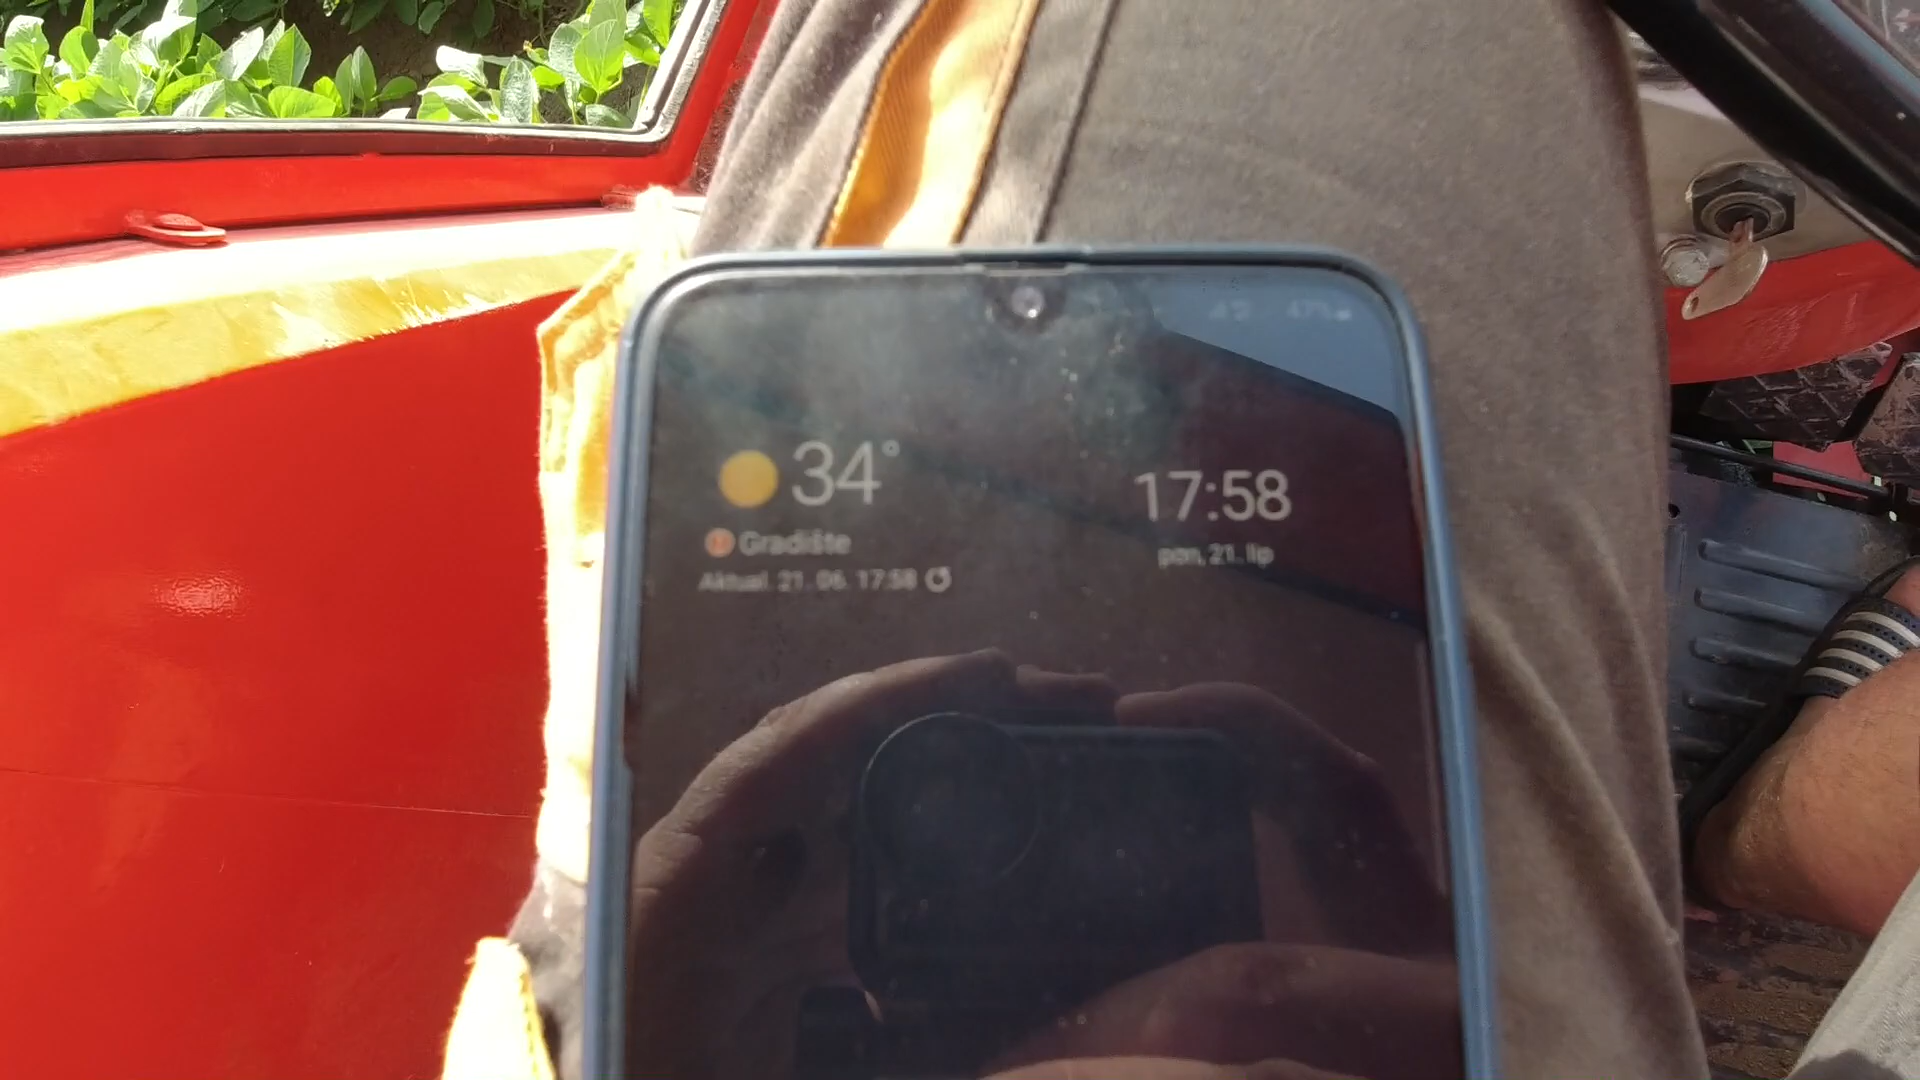 34°
Gradište
Aktual. 21. 06. 17:58
17:58
pon, 21. lip